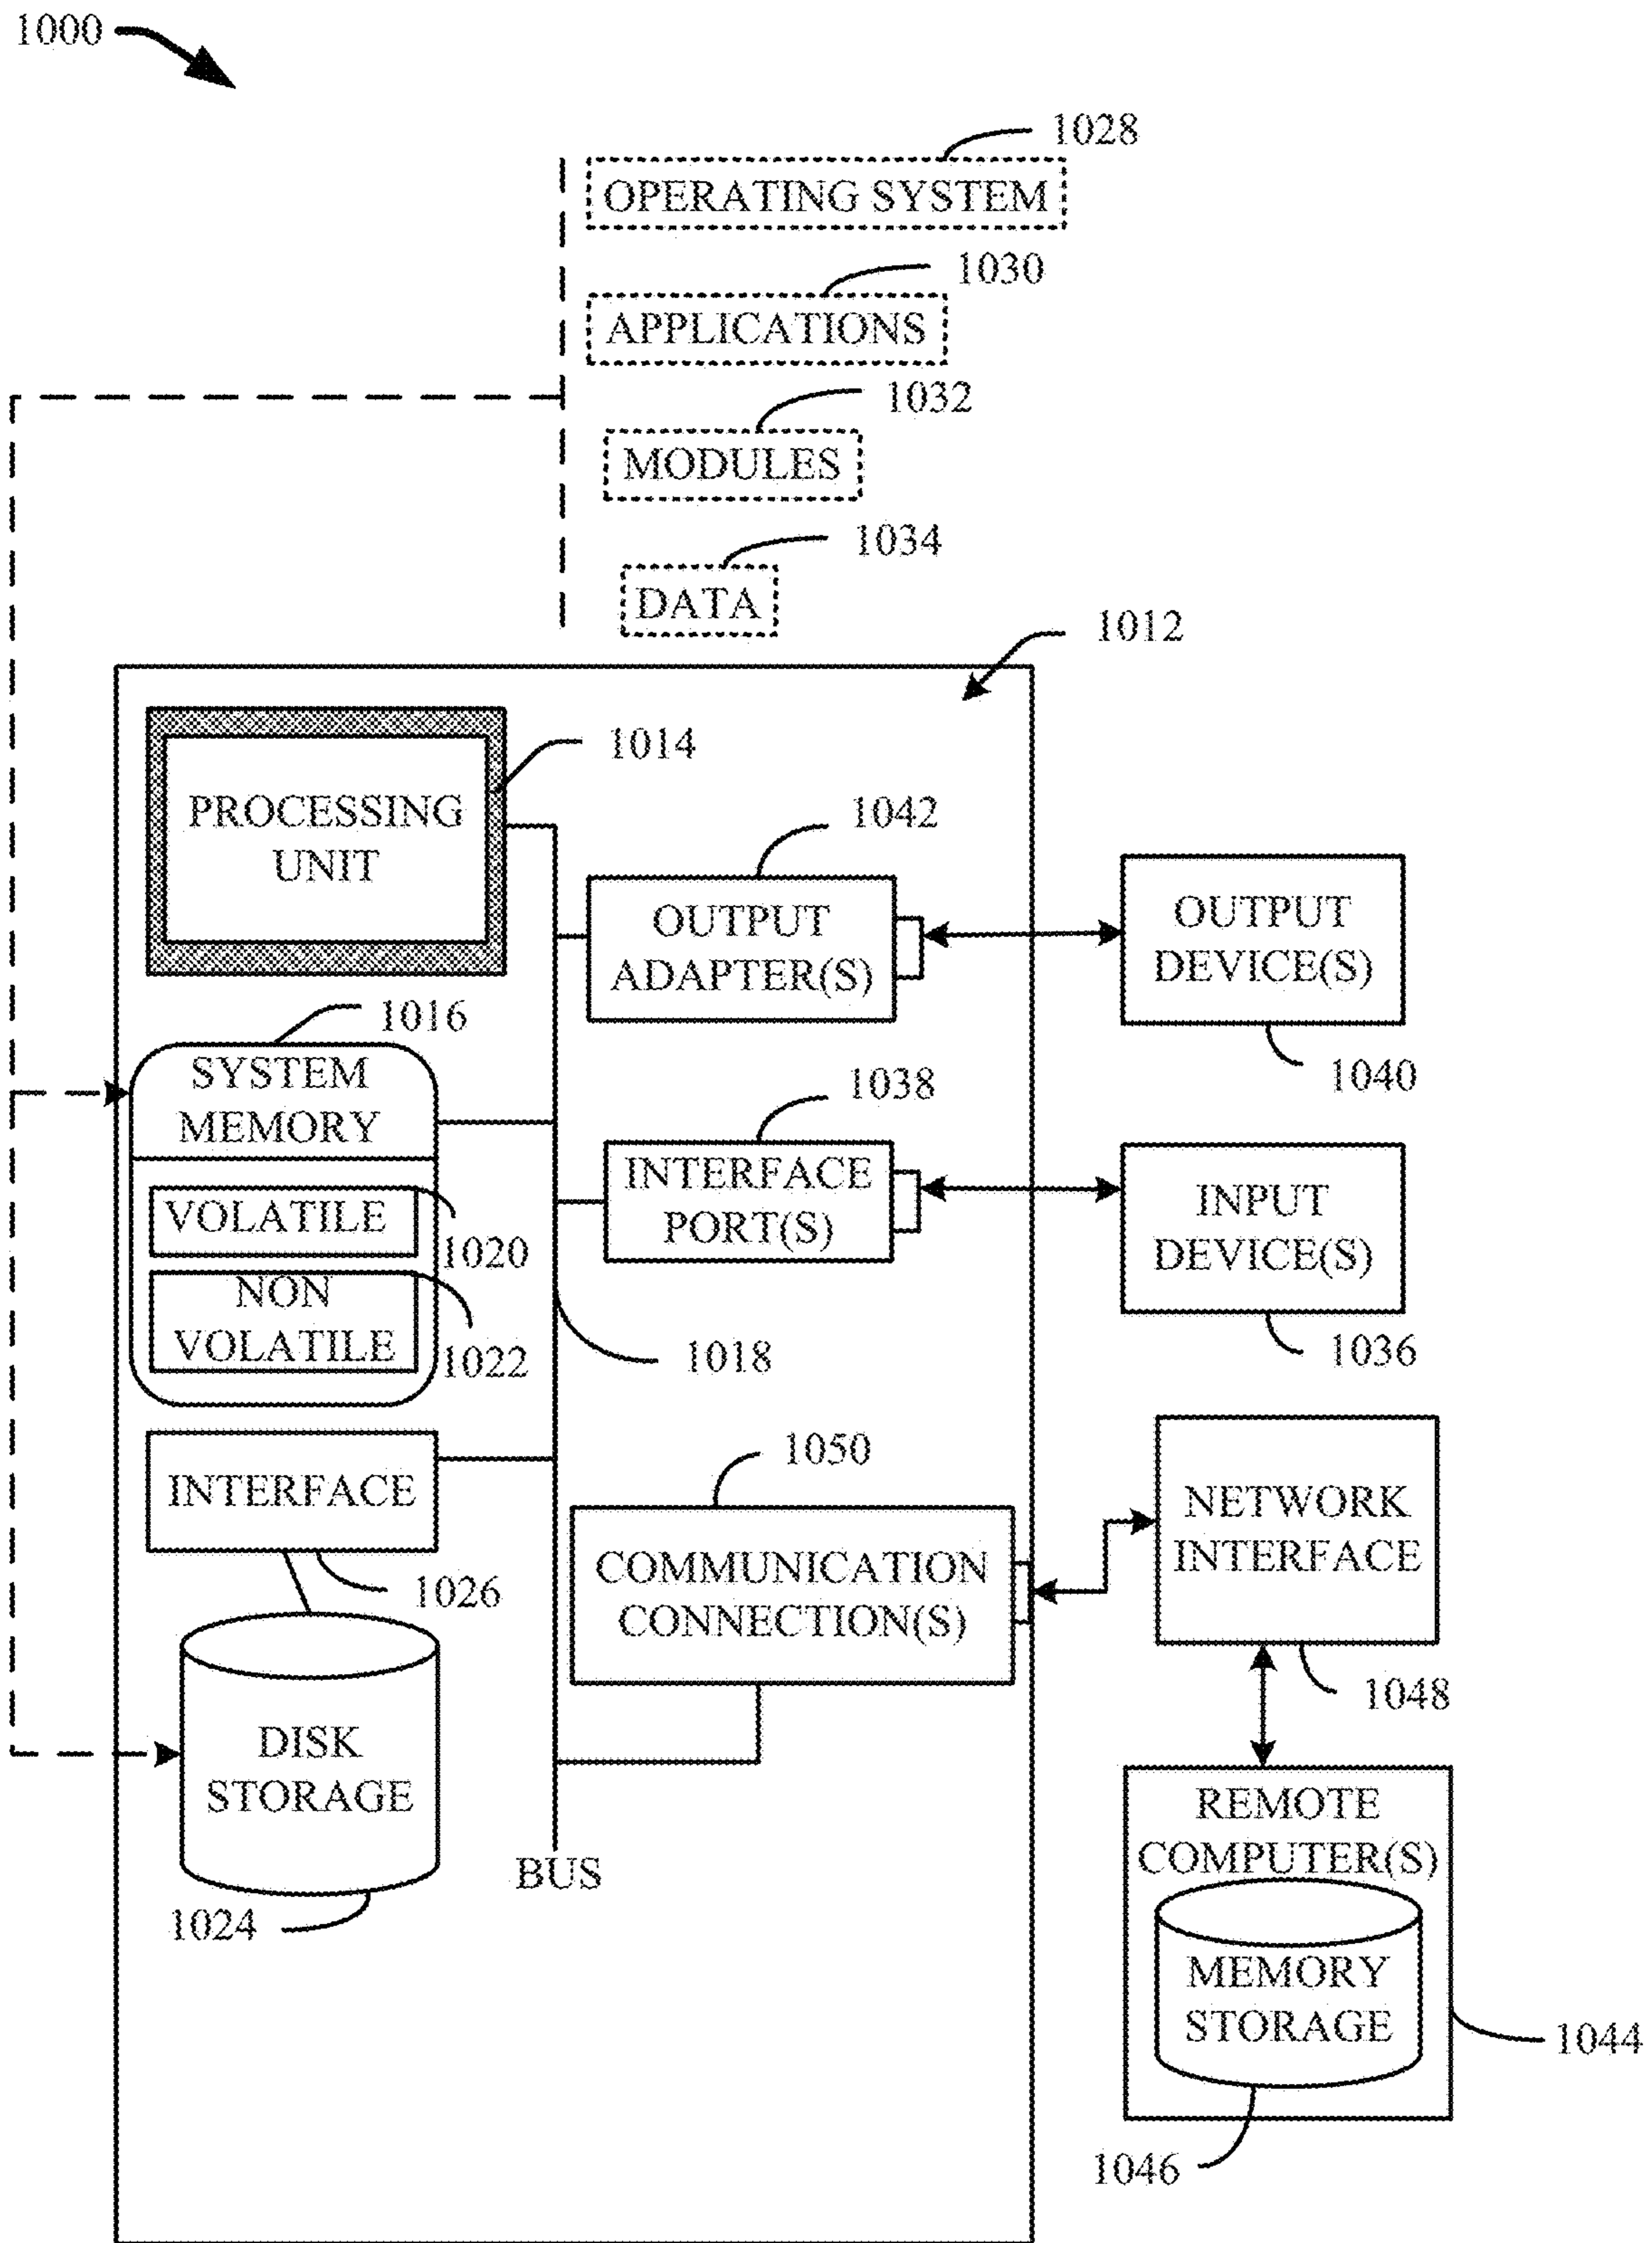 1000
1028
OPERATING SYSTEM
1030
APPLICATIONS
1032
MODULES
1034
DATA
1012
1014
PROCESSING
UNIT
1042
OUTPUT
ADAPTER(S)
OUTPUT
DEVICE(S)
1040
1016
SYSTEM
MEMORY
VOLATILE
1020
NON
VOLATILE
1022
1038
INTERFACE
PORT(S)
INPUT
DEVICE(S)
1036
1018
INTERFACE
1026
1050
COMMUNICATION
CONNECTION(S)
NETWORK
INTERFACE
1048
DISK
STORAGE
1024
BUS
REMOTE
COMPUTER(S)
MEMORY
STORAGE
1044
1046